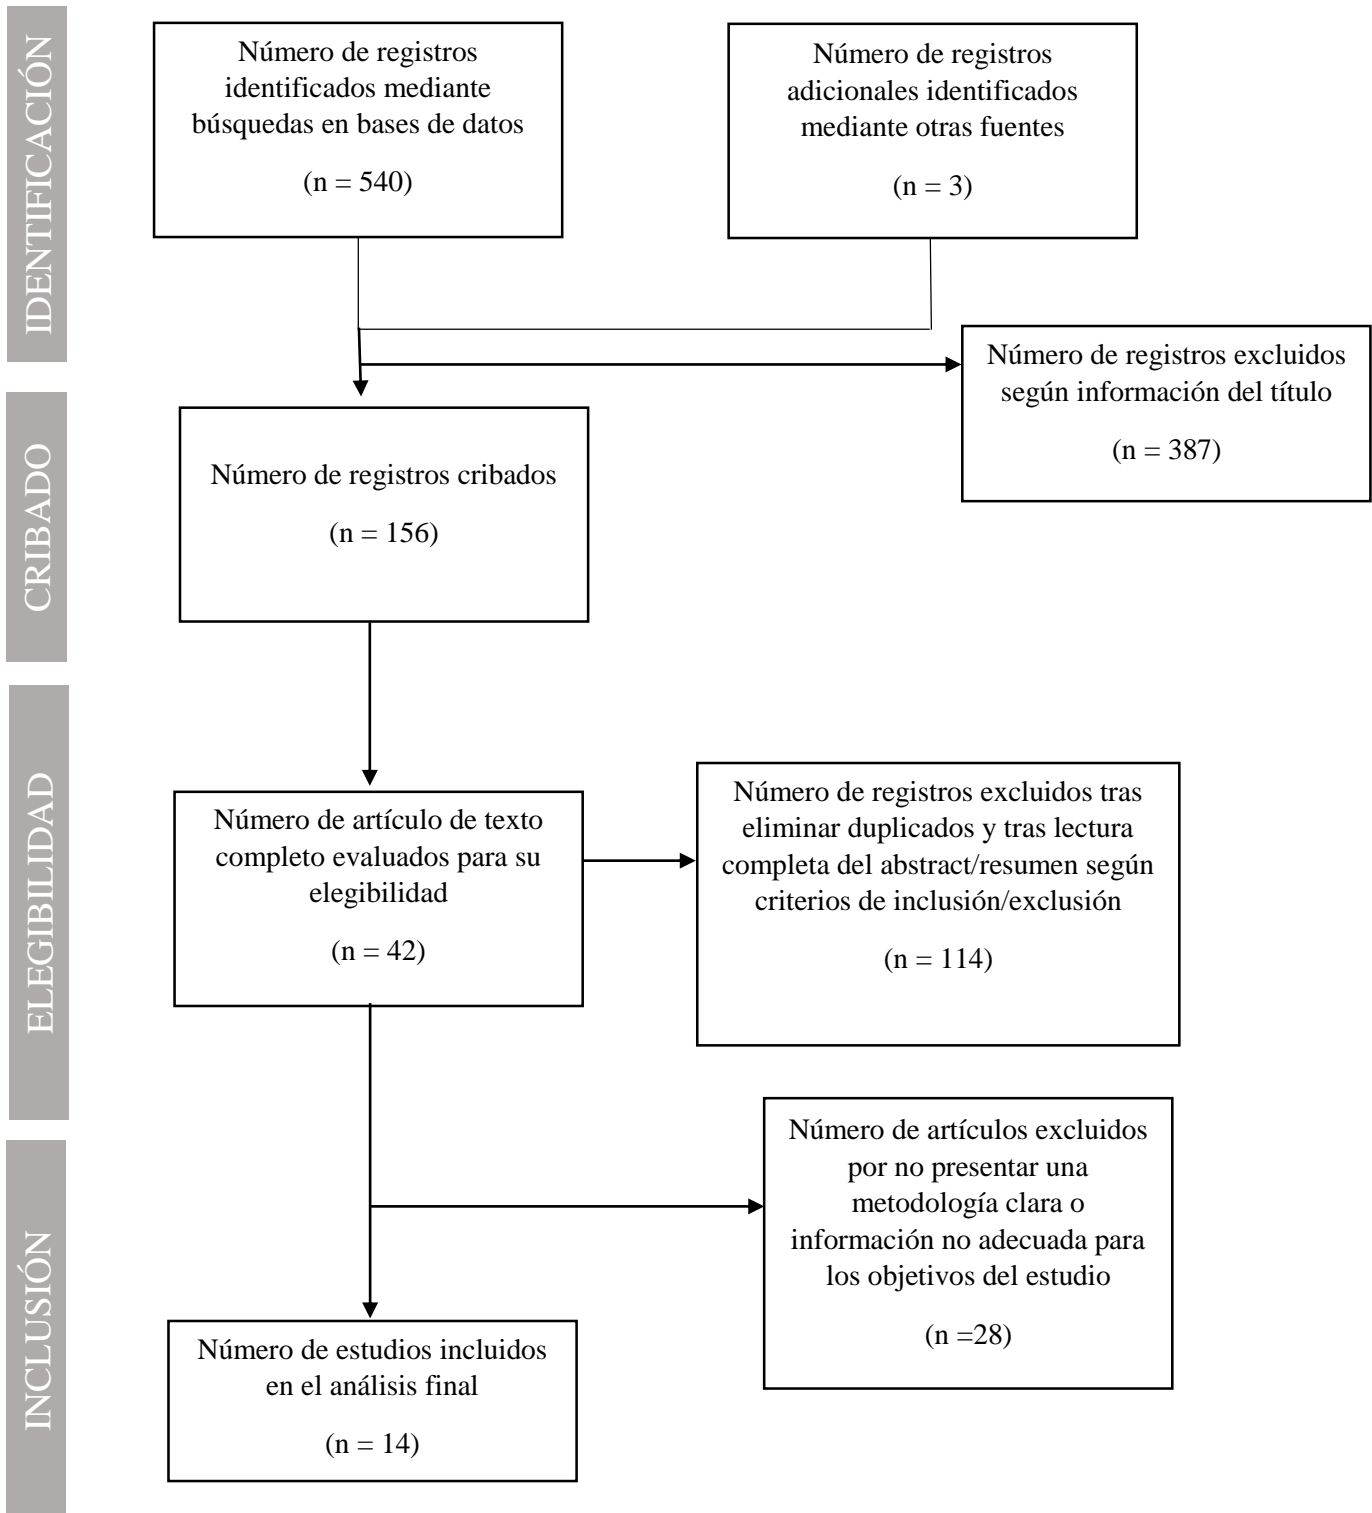 IDENTIFICACIÓN
Número de registros
identificados mediante
búsquedas en bases de datos
(n = 540)
Número de registros
adicionales identificados
mediante otras fuentes
(n = 3)
Número de registros excluidos
según información del título
(n = 387)
CRIBADO
Número de registros cribados
(n = 156)
ELEGIBILIDAD
Número de artículo de texto
completo evaluados para su
elegibilidad
(n = 42)
Número de registros excluidos tras
eliminar duplicados y tras lectura
completa del abstract/resumen según
criterios de inclusión/exclusión
(n = 114)
INCLUSIÓN
Número de artículos excluidos
por no presentar una
metodología clara o
información no adecuada para
los objetivos del estudio
(n =28)
Número de estudios incluidos
en el análisis final
(n = 14)